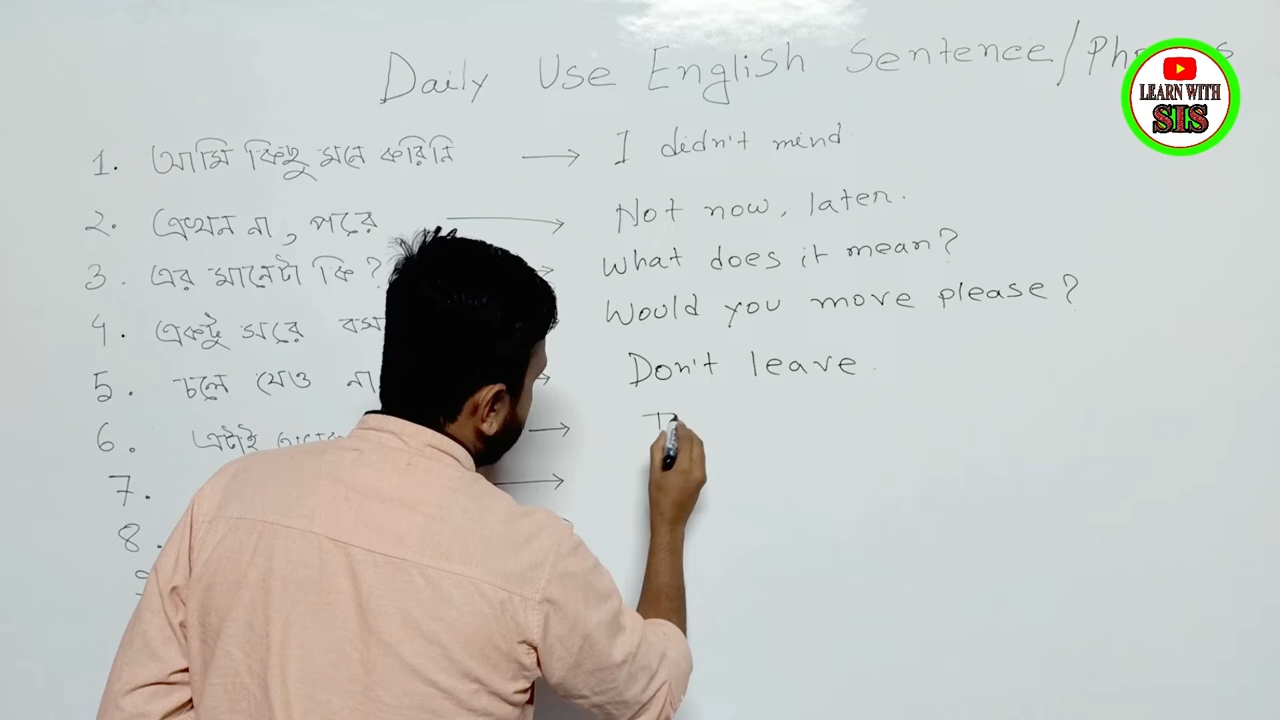 Daily Use English Sentence/
LEARN WITH
SIS
1. আমি কিছু মনে করিনি → I didn't mind
2. এখন না, পরে → Not now, later.
3. এর মানেটা কি? What does it mean?
4. একটু সরে Would you move please?
5. চলে যেও না Don't leave.
6. এটাই →
7. →
8.